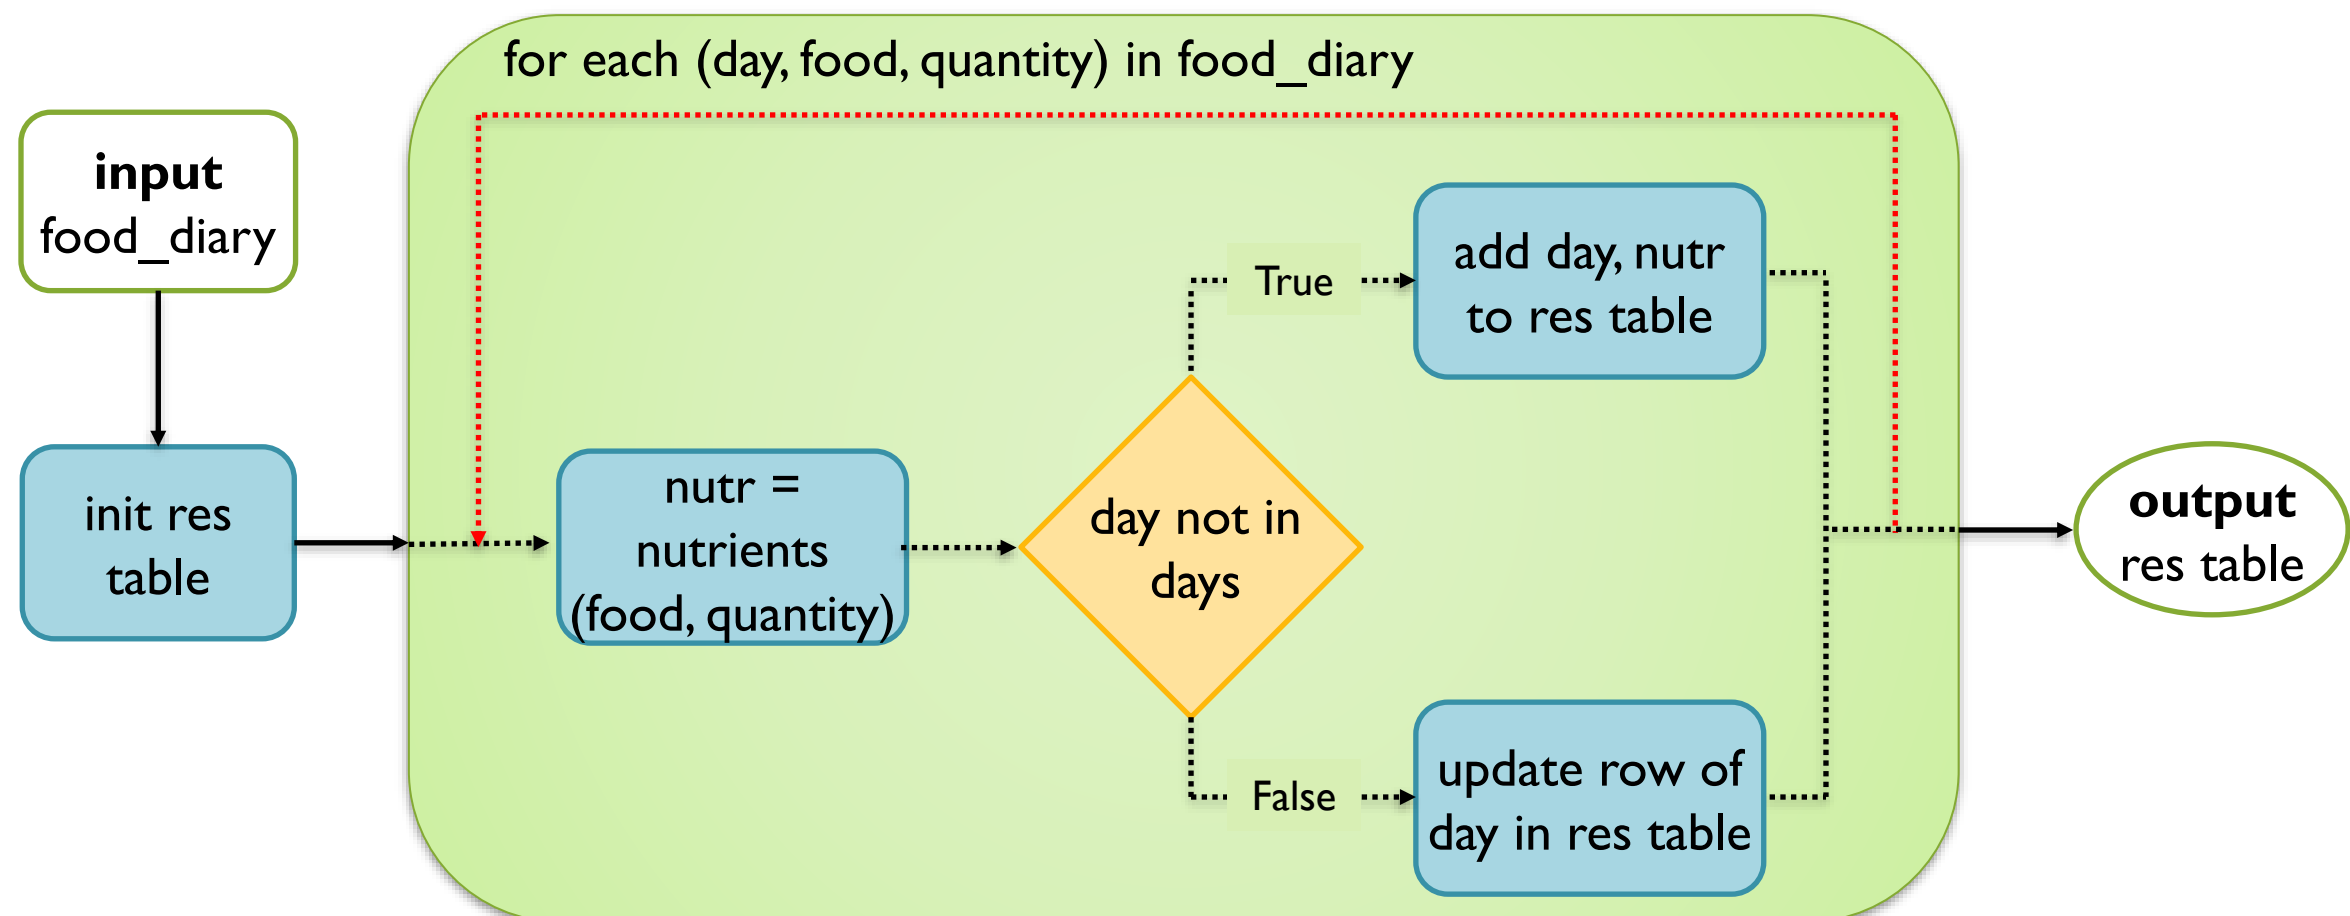 for each (day, food, quantity) in food_diary
input
food_diary
init res
table
nutr =
nutrients
(food, quantity)
day not in
days
True
add day, nutr
to res table
False
update row of
day in res table
output
res table